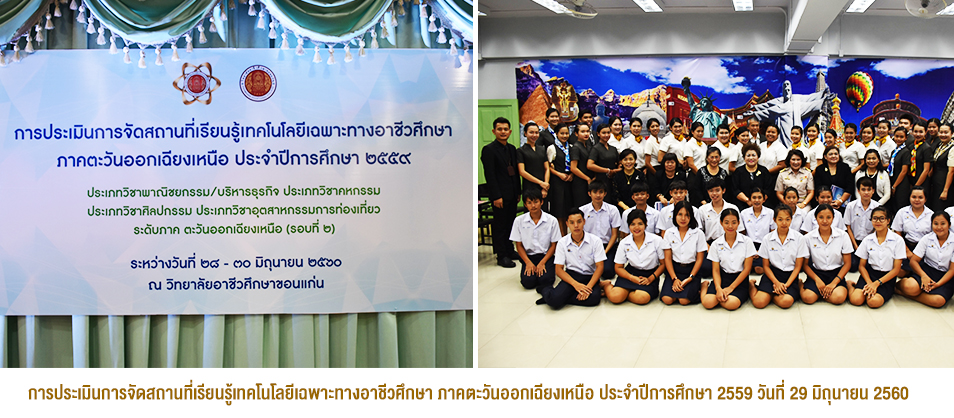 การประเมินการจัดสถานที่เรียนรู้เทคโนโลยีเฉพาะทางอาชีวศึกษา
ภาคตะวันออกเฉียงเหนือ ประจำปีการศึกษา ๒๕๕๙
ประเภทวิชาพาณิชยกรรม/บริหารธุรกิจ ประเภทวิชาคหกรรม
ประเภทวิชาศิลปกรรม ประเภทวิชาอุตสาหกรรมการท่องเที่ยว
ระดับภาค ตะวันออกเฉียงเหนือ (รอบที่ ๒)
ระหว่างวันที่ ๒๘ - ๓๐ มิถุนายน ๒๕๖๐
ณ วิทยาลัยอาชีวศึกษาขอนแก่น
การประเมินการจัดสถานที่เรียนรู้เทคโนโลยีเฉพาะทางอาชีวศึกษา ภาคตะวันออกเฉียงเหนือ ประจำปีการศึกษา 2559 วันที่ 29 มิถุนายน 2560